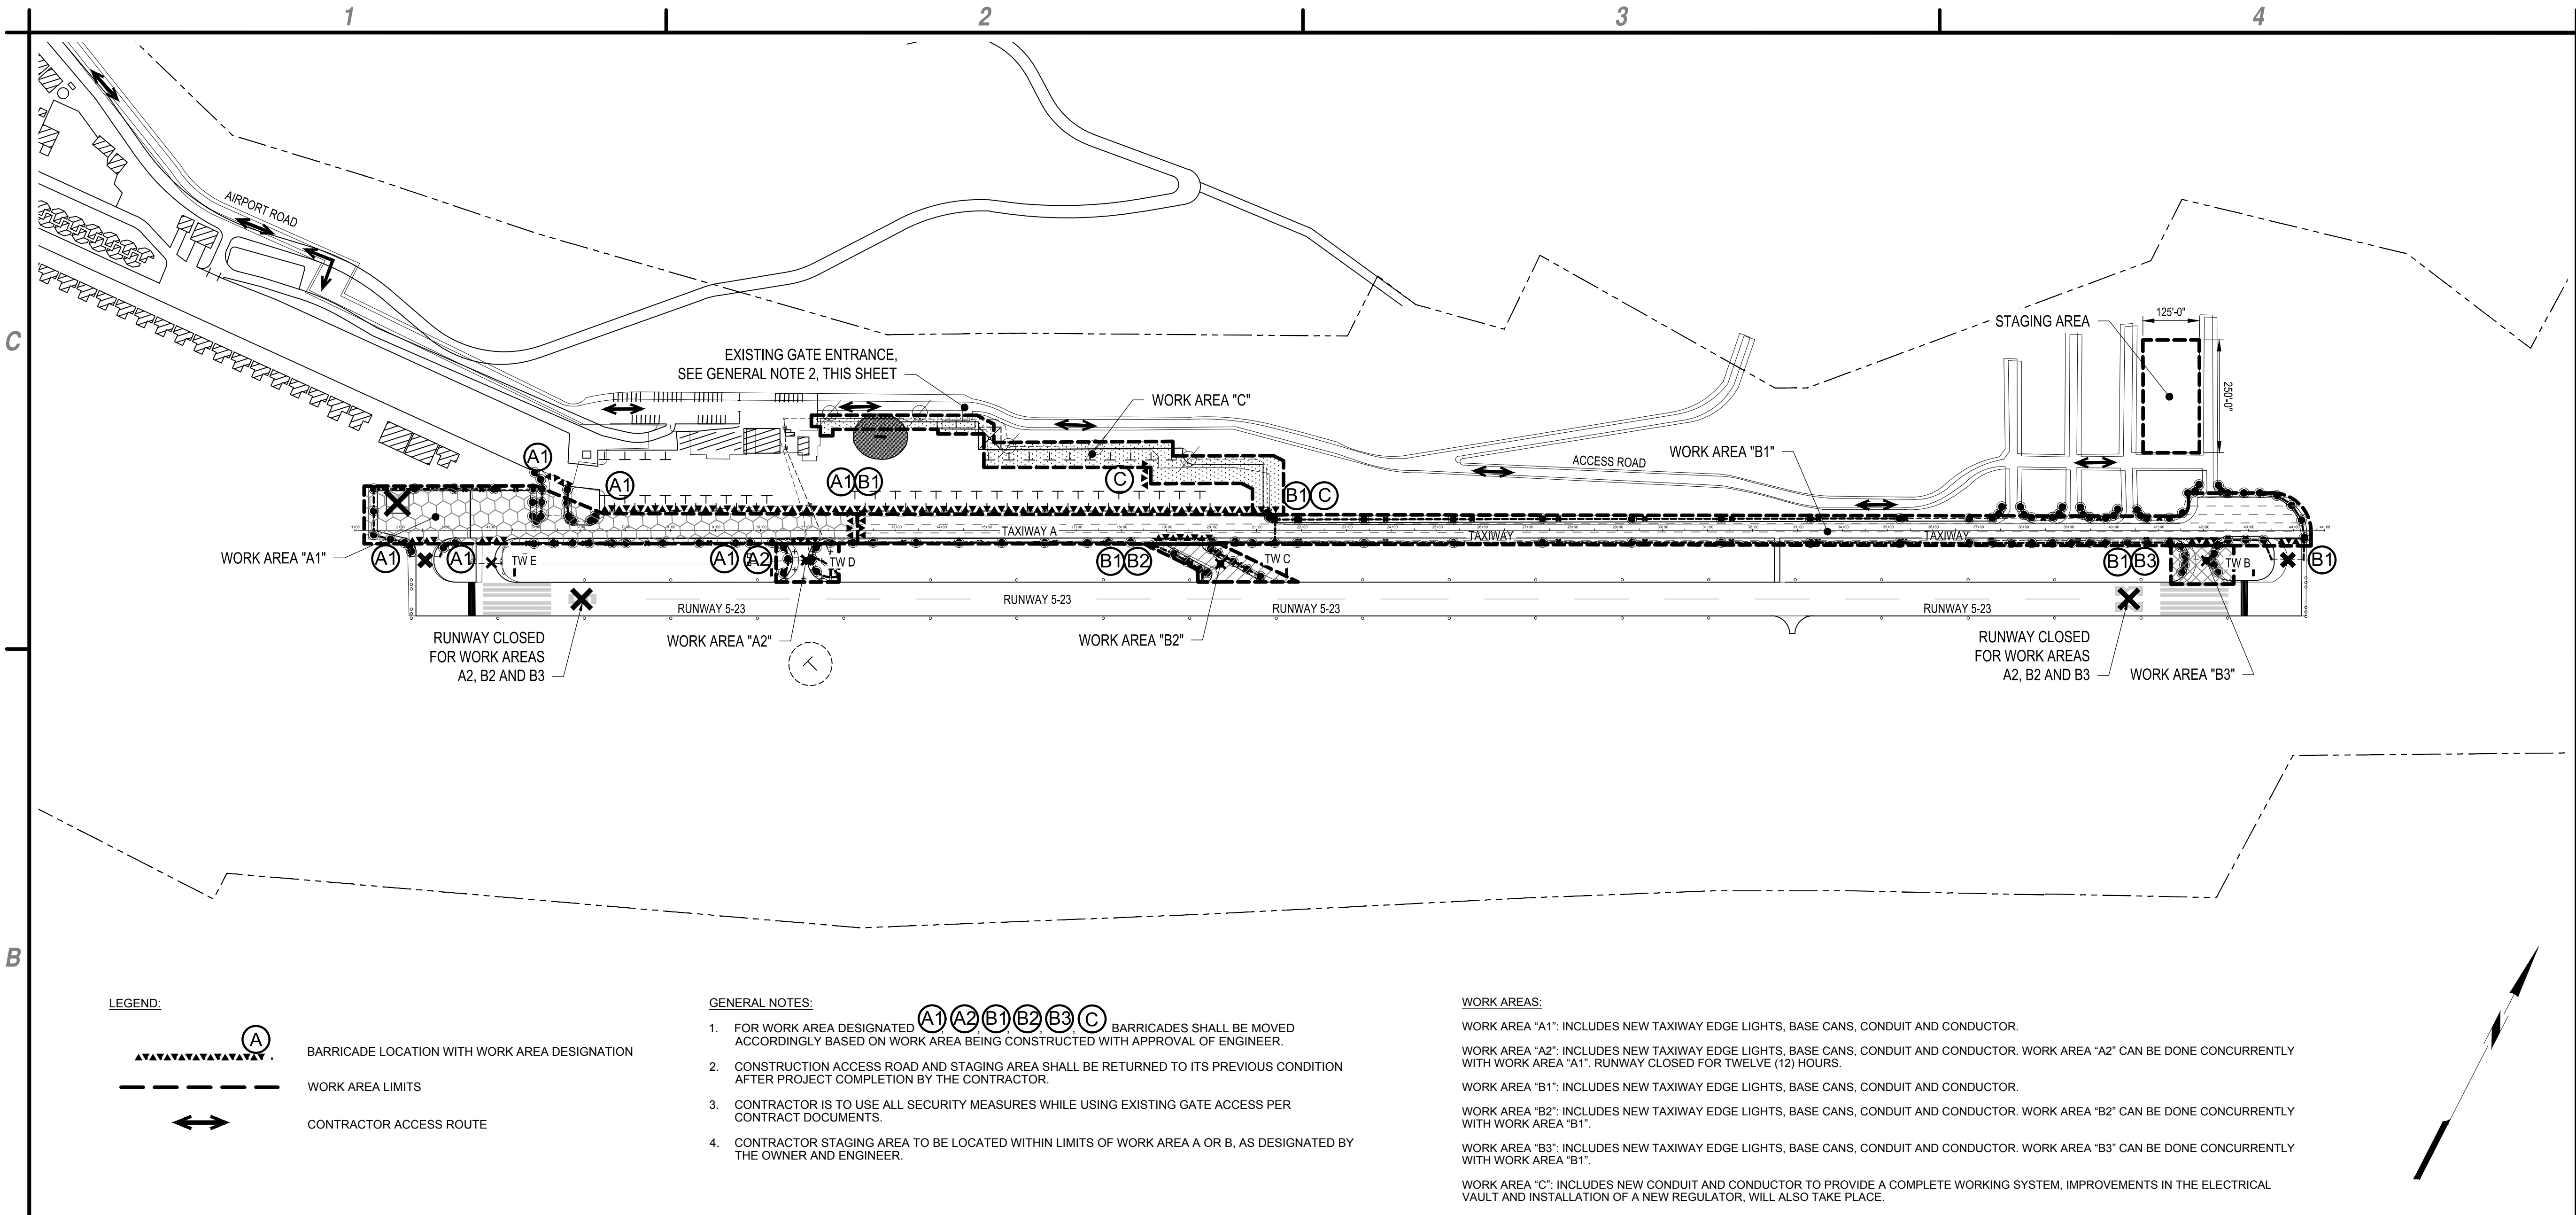 1
2
3
4
C
B
AIRPORT ROAD
EXISTING GATE ENTRANCE,
SEE GENERAL NOTE 2, THIS SHEET
WORK AREA "C"
STAGING AREA
125'-0"
250'-0"
WORK AREA "B1"
ACCESS ROAD
A1
A1
A1
B1
C
B1
C
TAXIWAY A
TAXIWAY
TAXIWAY
WORK AREA "A1"
A1
A1
TW E
A1
A2
TW D
B1
B2
TW C
B1
B3
TW B
B1
RUNWAY 5-23
RUNWAY 5-23
RUNWAY 5-23
RUNWAY 5-23
RUNWAY CLOSED
FOR WORK AREAS
A2, B2 AND B3
WORK AREA "A2"
WORK AREA "B2"
RUNWAY CLOSED
FOR WORK AREAS
A2, B2 AND B3
WORK AREA "B3"
LEGEND:
A
BARRICADE LOCATION WITH WORK AREA DESIGNATION
WORK AREA LIMITS
CONTRACTOR ACCESS ROUTE
GENERAL NOTES:
1. FOR WORK AREA DESIGNATED A1, A2, B1, B2, B3, C BARRICADES SHALL BE MOVED
ACCORDINGLY BASED ON WORK AREA BEING CONSTRUCTED WITH APPROVAL OF ENGINEER.
2. CONSTRUCTION ACCESS ROAD AND STAGING AREA SHALL BE RETURNED TO ITS PREVIOUS CONDITION
AFTER PROJECT COMPLETION BY THE CONTRACTOR.
3. CONTRACTOR IS TO USE ALL SECURITY MEASURES WHILE USING EXISTING GATE ACCESS PER
CONTRACT DOCUMENTS.
4. CONTRACTOR STAGING AREA TO BE LOCATED WITHIN LIMITS OF WORK AREA A OR B, AS DESIGNATED BY
THE OWNER AND ENGINEER.
WORK AREAS:
WORK AREA “A1”: INCLUDES NEW TAXIWAY EDGE LIGHTS, BASE CANS, CONDUIT AND CONDUCTOR.
WORK AREA “A2”: INCLUDES NEW TAXIWAY EDGE LIGHTS, BASE CANS, CONDUIT AND CONDUCTOR. WORK AREA “A2” CAN BE DONE CONCURRENTLY
WITH WORK AREA “A1”. RUNWAY CLOSED FOR TWELVE (12) HOURS.
WORK AREA “B1”: INCLUDES NEW TAXIWAY EDGE LIGHTS, BASE CANS, CONDUIT AND CONDUCTOR.
WORK AREA “B2”: INCLUDES NEW TAXIWAY EDGE LIGHTS, BASE CANS, CONDUIT AND CONDUCTOR. WORK AREA “B2” CAN BE DONE CONCURRENTLY
WITH WORK AREA “B1”.
WORK AREA “B3”: INCLUDES NEW TAXIWAY EDGE LIGHTS, BASE CANS, CONDUIT AND CONDUCTOR. WORK AREA “B3” CAN BE DONE CONCURRENTLY
WITH WORK AREA “B1”.
WORK AREA “C”: INCLUDES NEW CONDUIT AND CONDUCTOR TO PROVIDE A COMPLETE WORKING SYSTEM, IMPROVEMENTS IN THE ELECTRICAL
VAULT AND INSTALLATION OF A NEW REGULATOR, WILL ALSO TAKE PLACE.